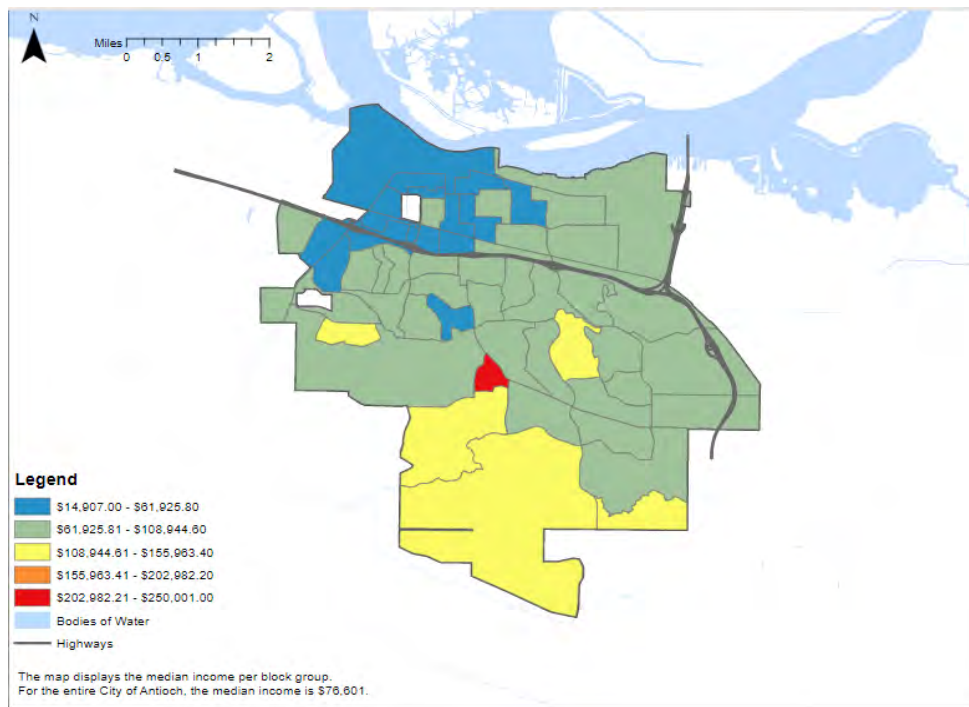 N
Miles
0 0.5 1 2
Legend
$14,907.00 - $61,925.80
$61,925.81 - $108,944.60
$108,944.61 - $155,963.40
$155,963.41 - $202,982.20
$202,982.21 - $250,001.00
Bodies of Water
Highways
The map displays the median income per block group.
For the entire City of Antioch, the median income is $76,601.